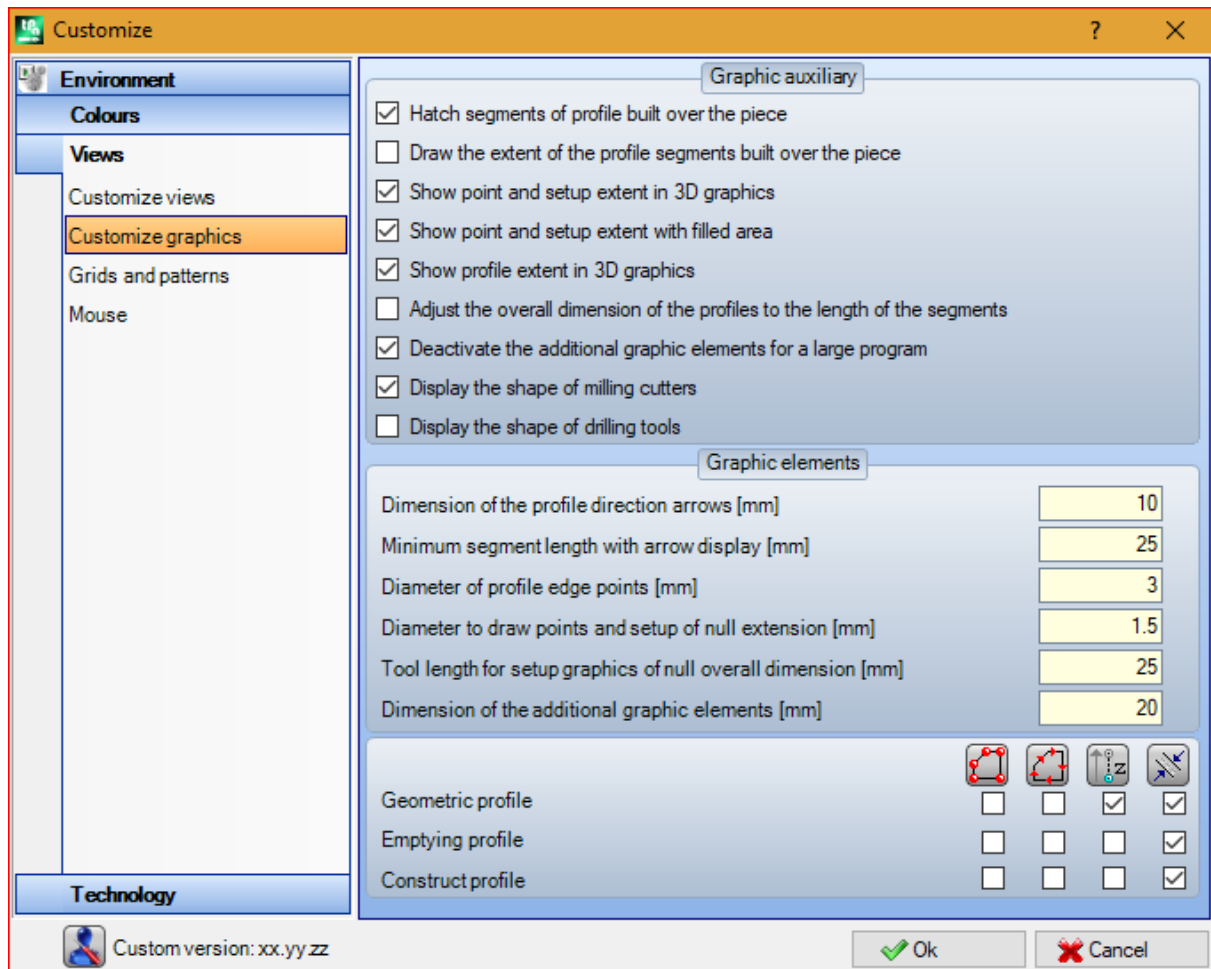 Customize
?
Environment
Colours
Views
Customize views
Customize graphics
Grids and patterns
Mouse
Technology
Graphic auxiliary
Hatch segments of profile built over the piece
Draw the extent of the profile segments built over the piece
Show point and setup extent in 3D graphics
Show point and setup extent with filled area
Show profile extent in 3D graphics
Adjust the overall dimension of the profiles to the length of the segments
Deactivate the additional graphic elements for a large program
Display the shape of milling cutters
Display the shape of drilling tools
Graphic elements
Dimension of the profile direction arrows [mm] 10
Minimum segment length with arrow display [mm] 25
Diameter of profile edge points [mm] 3
Diameter to draw points and setup of null extension [mm] 1.5
Tool length for setup graphics of null overall dimension [mm] 25
Dimension of the additional graphic elements [mm] 20
z
Geometric profile
Emptying profile
Construct profile
Custom version: xx.yy.zz
Ok
Cancel